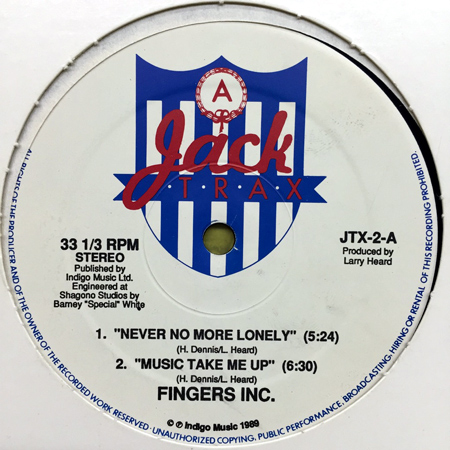 A
Jack
·TRAX·
33 1/3 RPM
STEREO
Published by
Indigo Music Ltd.
Engineered at
Shagono Studios by
Barney "Special" White
JTX-2-A
Produced by
Larry Heard
1. "NEVER NO MORE LONELY" (5:24)
(H. Dennis/L. Heard)
2. "MUSIC TAKE ME UP" (6:30)
(H. Dennis/L. Heard)
FINGERS INC.
© ℗ Indigo Music 1989
ALL RIGHTS OF THE PRODUCER AND OF THE OWNER OF THE RECORDED WORK RESERVED · UNAUTHORIZED COPYING, PUBLIC PERFORMANCE, BROADCASTING, HIRING OR RENTAL OF THIS RECORDING PROHIBITED.